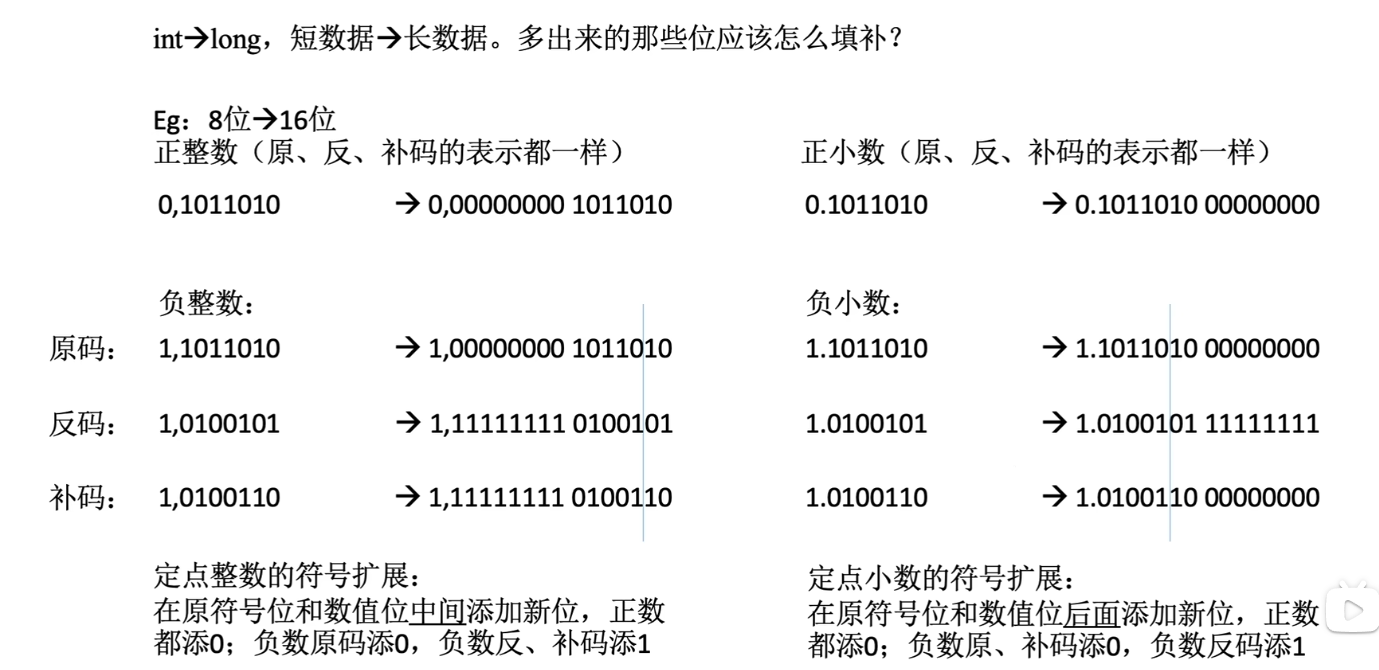 int→long，短数据→长数据。多出来的那些位应该怎么填补？
Eg：8位→16位
正整数（原、反、补码的表示都一样）
0,1011010 → 0,00000000 1011010
正小数（原、反、补码的表示都一样）
0.1011010 → 0.1011010 00000000
负整数：
原码： 1,1011010 → 1,00000000 1011010
反码： 1,0100101 → 1,11111111 0100101
补码： 1,0100110 → 1,11111111 0100110
定点整数的符号扩展：
在原符号位和数值位中间添加新位，正数
都添0；负数原码添0，负数反、补码添1
负小数：
1.1011010 → 1.1011010 00000000
1.0100101 → 1.0100101 11111111
1.0100110 → 1.0100110 00000000
定点小数的符号扩展：
在原符号位和数值位后面添加新位，正数
都添0；负数原、补码添0，负数反码添1